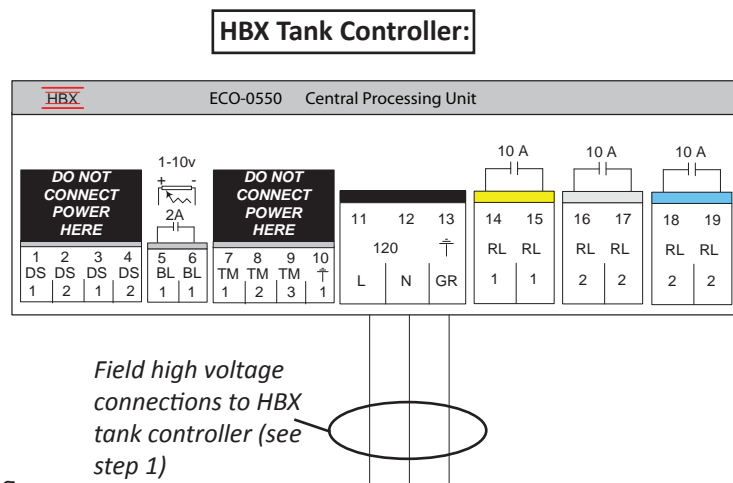 HBX Tank Controller:
HBX ECO-0550 Central Processing Unit
DO NOT
CONNECT
POWER
HERE
1 2 3 4
DS DS DS DS
1 2 1 2
1-10v
+ -
2A
5 6
BL BL
1 1
DO NOT
CONNECT
POWER
HERE
7 8 9 10
TM TM TM
1 2 3 1
11 12 13
120
L N GR
10 A
14 15
RL RL
1 1
10 A
16 17
RL RL
2 2
10 A
18 19
RL RL
2 2
Field high voltage
connections to HBX
tank controller (see
step 1)